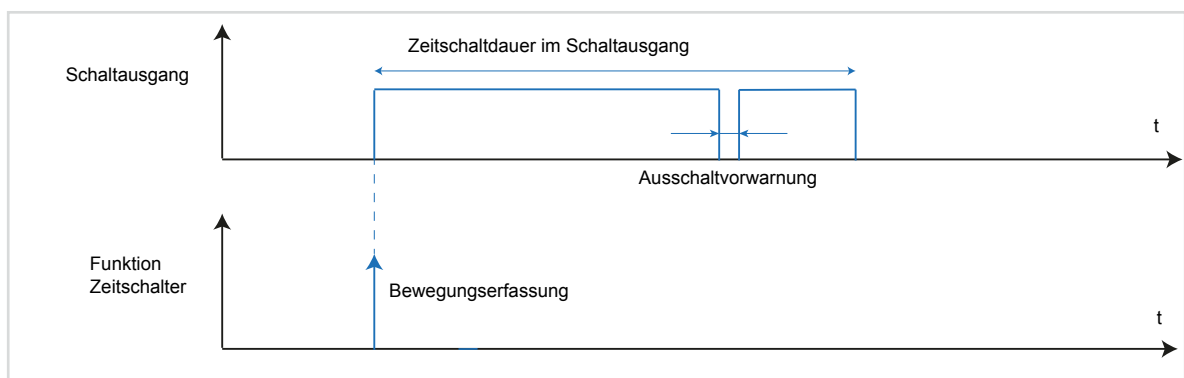 Zeitschaltdauer im Schaltausgang
Schaltausgang
t
Ausschaltvorwarnung
Funktion
Zeitschalter
Bewegungserfassung
t